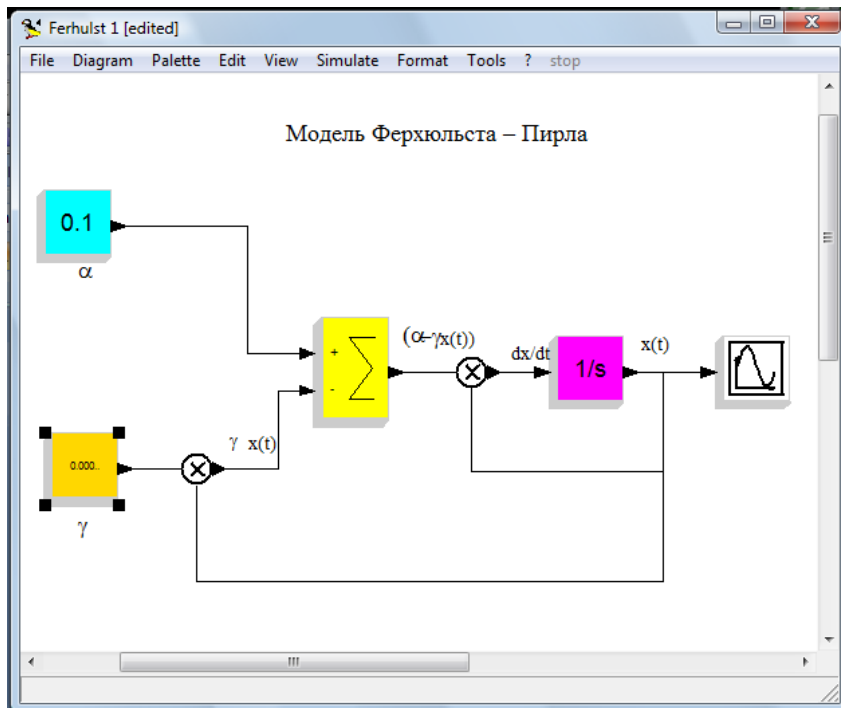 Ferhulst 1 [edited]
File Diagram Palette Edit View Simulate Format Tools ? stop
Модель Ферхюльста – Пирла
0.1
α
+
-
Σ
(α-γx(t))
dx/dt
1/s
x(t)
0.000..
γ x(t)
γ